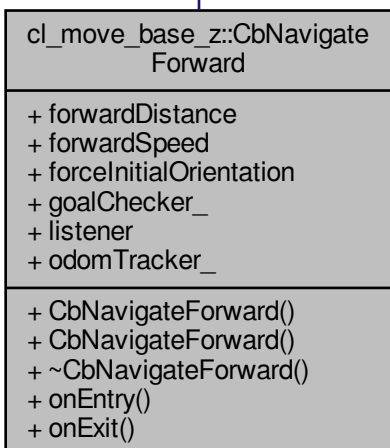 cl_move_base_z::CbNavigate
Forward
+ forwardDistance
+ forwardSpeed
+ forceInitialOrientation
+ goalChecker_
+ listener
+ odomTracker_
+ CbNavigateForward()
+ CbNavigateForward()
+ ~CbNavigateForward()
+ onEntry()
+ onExit()